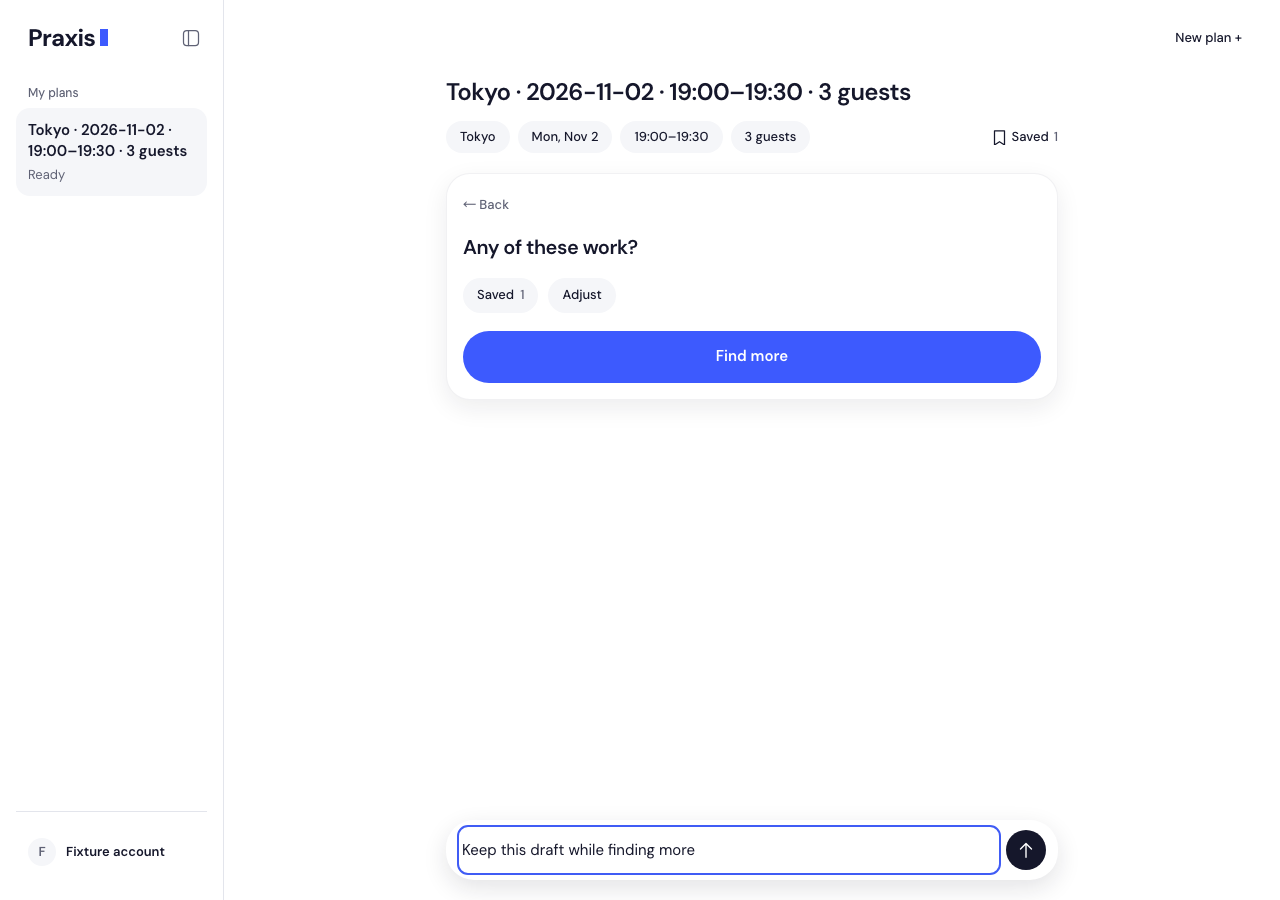 Praxis
My plans
Tokyo · 2026-11-02 ·
19:00–19:30 · 3 guests
Ready
F
Fixture account
New plan +
Tokyo · 2026-11-02 · 19:00–19:30 · 3 guests
Tokyo
Mon, Nov 2
19:00–19:30
3 guests
Saved 1
← Back
Any of these work?
Saved 1
Adjust
Find more
Keep this draft while finding more